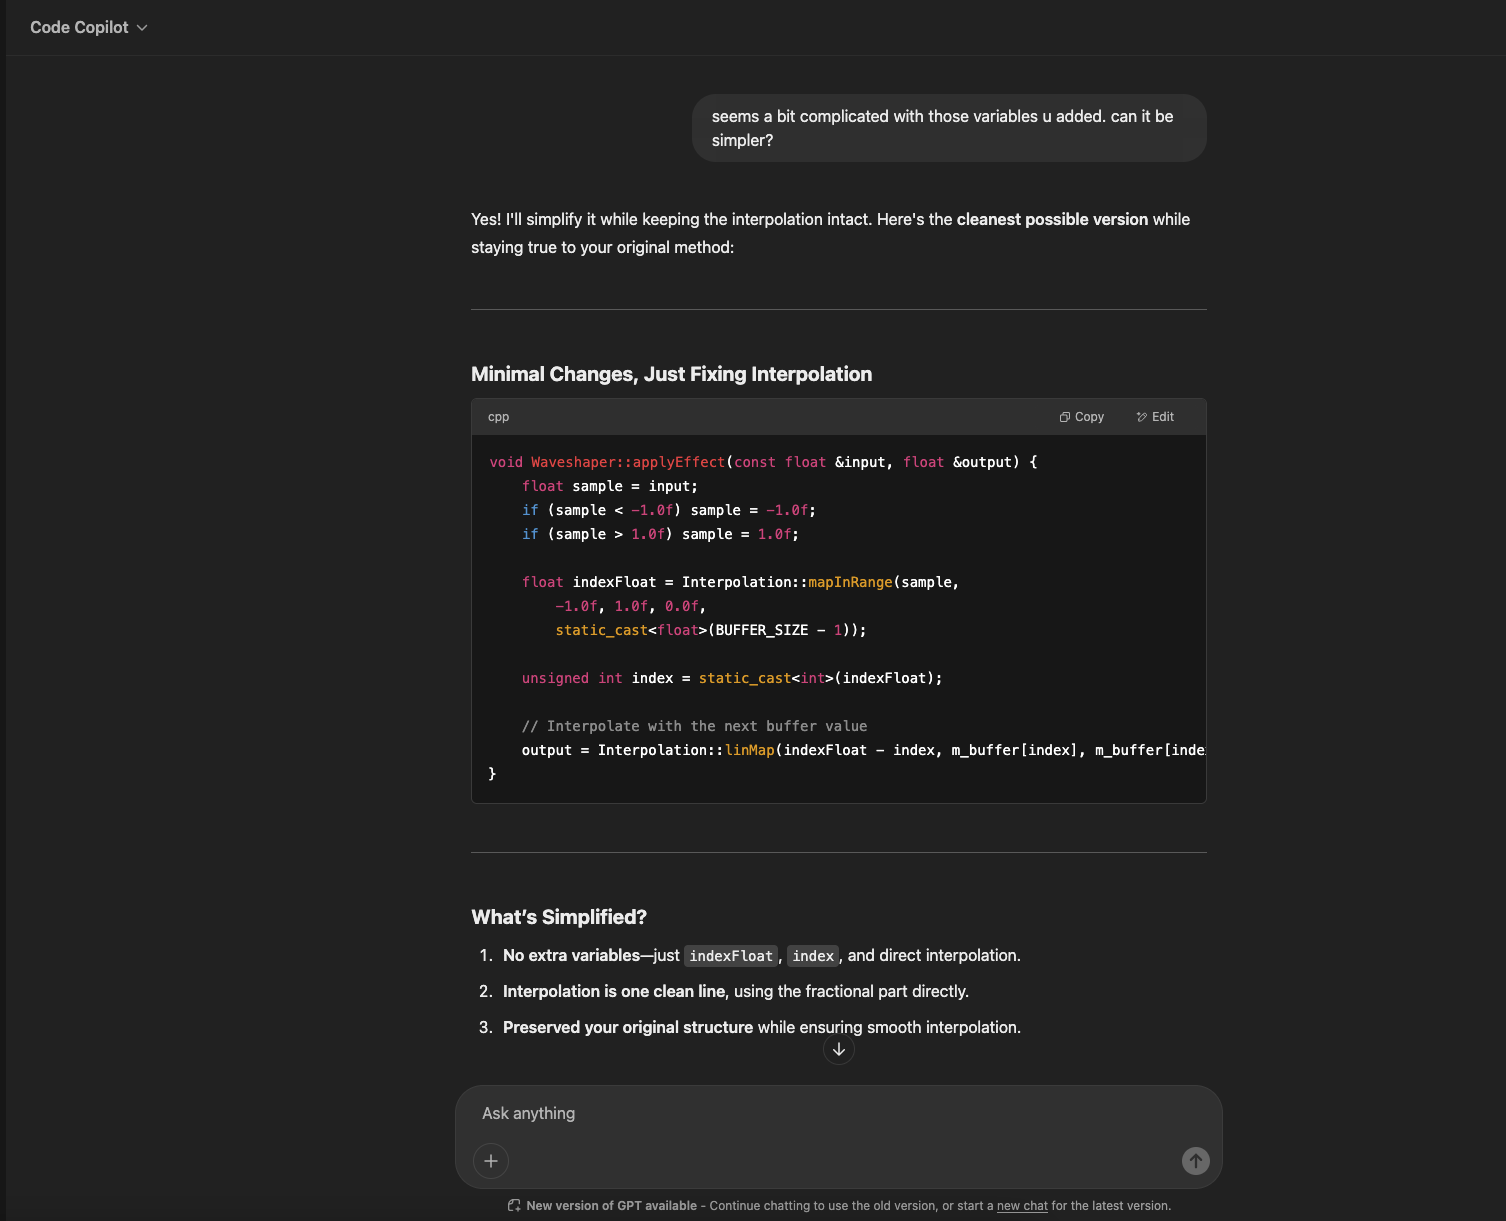 Code Copilot
seems a bit complicated with those variables u added. can it be
simpler?
Yes! I'll simplify it while keeping the interpolation intact. Here's the cleanest possible version while
staying true to your original method:
Minimal Changes, Just Fixing Interpolation
cpp
Copy
Edit
void Waveshaper::applyEffect(const float &input, float &output) {
    float sample = input;
    if (sample < -1.0f) sample = -1.0f;
    if (sample > 1.0f) sample = 1.0f;
    float indexFloat = Interpolation::mapInRange(sample,
        -1.0f, 1.0f, 0.0f,
        static_cast<float>(BUFFER_SIZE - 1));
    unsigned int index = static_cast<int>(indexFloat);
    // Interpolate with the next buffer value
    output = Interpolation::linMap(indexFloat - index, m_buffer[index], m_buffer[inde
}
What's Simplified?
1. No extra variables—just indexFloat, index, and direct interpolation.
2. Interpolation is one clean line, using the fractional part directly.
3. Preserved your original structure while ensuring smooth interpolation.
Ask anything
New version of GPT available - Continue chatting to use the old version, or start a new chat for the latest version.